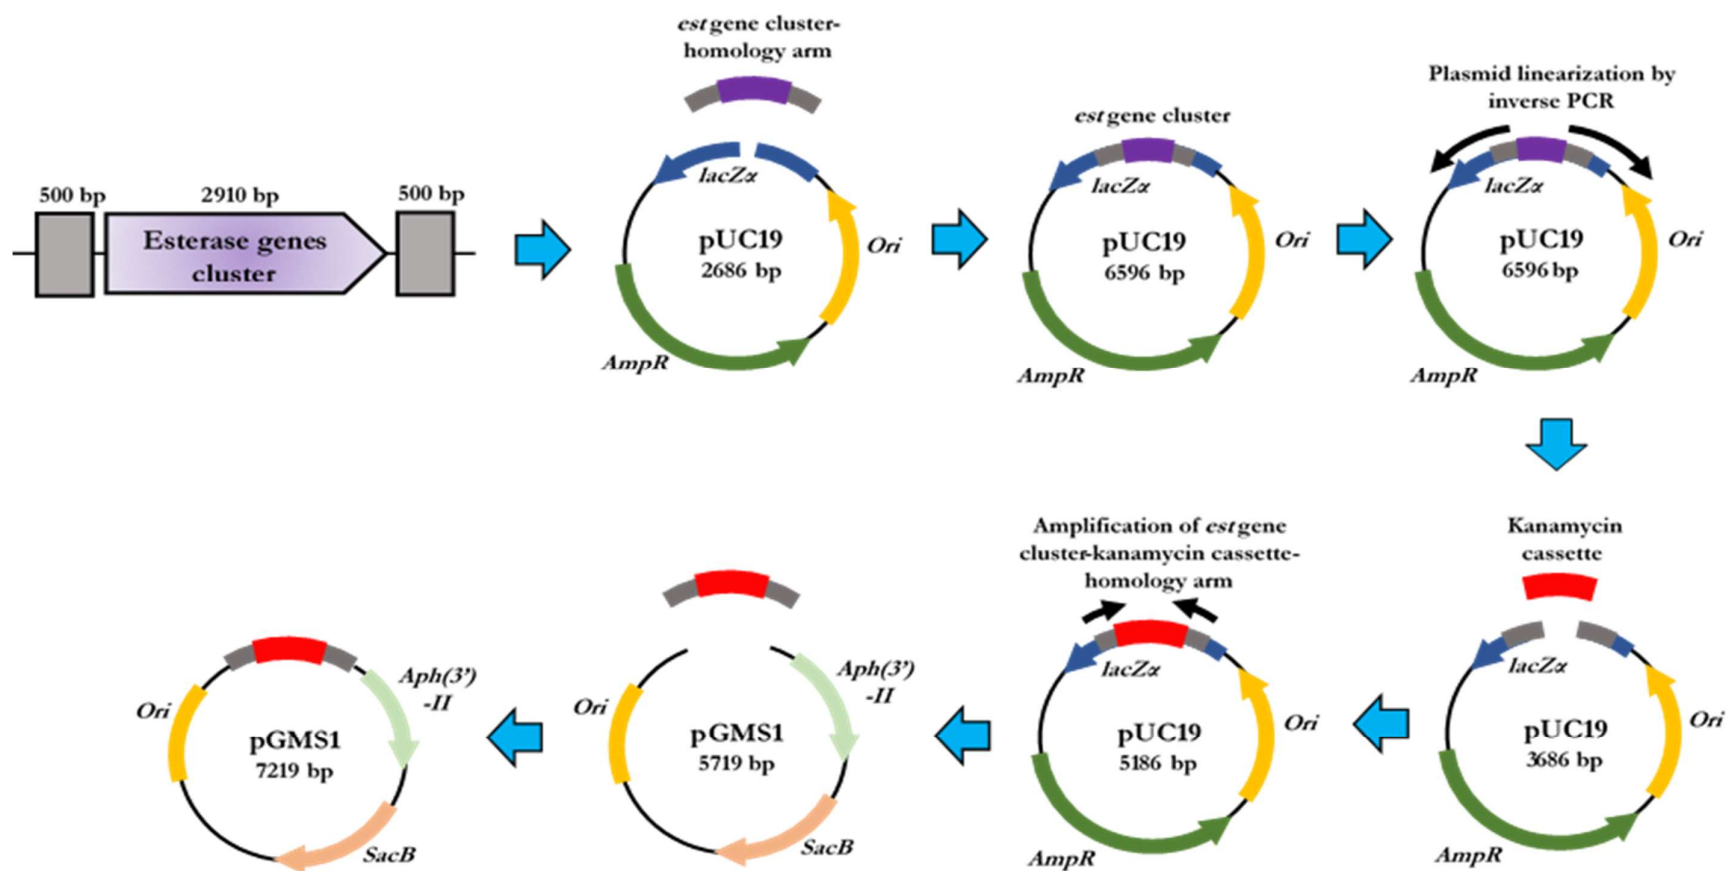 500 bp
2910 bp
500 bp
Esterase genes
cluster
est gene cluster-
homology arm
lacZα
pUC19
2686 bp
Ori
AmpR
est gene cluster
lacZα
pUC19
6596 bp
Ori
AmpR
Plasmid linearization by
inverse PCR
lacZα
pUC19
6596 bp
Ori
AmpR
Kanamycin
cassette
lacZα
pUC19
3686 bp
Ori
AmpR
Amplification of est gene
cluster-kanamycin cassette-
homology arm
lacZα
pUC19
5186 bp
Ori
AmpR
Aph(3')
-II
Ori
pGMS1
5719 bp
SacB
Aph(3')
-II
Ori
pGMS1
7219 bp
SacB